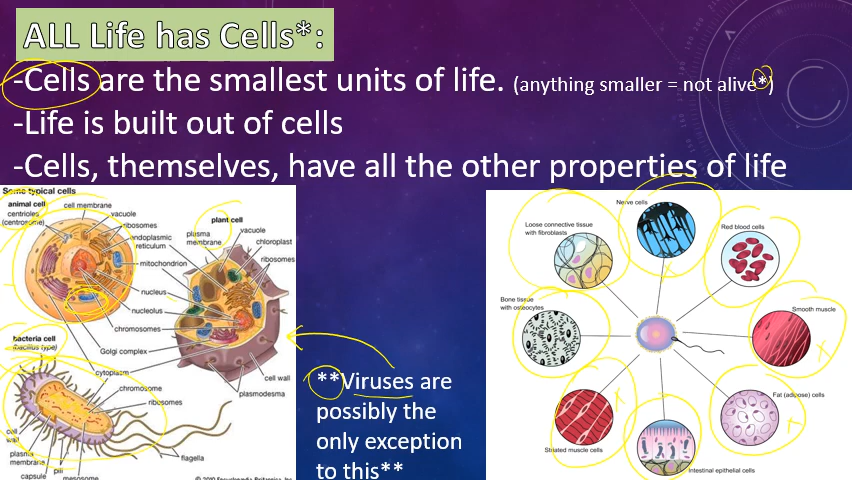 ALL Life has Cells*:
-Cells are the smallest units of life. (anything smaller = not alive*)
-Life is built out of cells
-Cells, themselves, have all the other properties of life
Some typical cells
animal cell
centrioles
(centrosome)
cell membrane
vacuole
ribosomes
endoplasmic
reticulum
mitochondrion
nucleus
nucleolus
chromosomes
Golgi complex
cytoplasm
plant cell
plasma
membrane
vacuole
chloroplast
ribosomes
cell wall
plasmodesma
bacteria cell
(bacillus type)
chromosome
ribosomes
cell
wall
plasma
membrane
capsule
pili
mesosome
flagella
**Viruses are
possibly the
only exception
to this**
Nerve cells
Loose connective tissue
with fibroblasts
Red blood cells
Bone tissue
with osteocytes
Smooth muscle
Fat (adipose) cells
Striated muscle cells
Intestinal epithelial cells